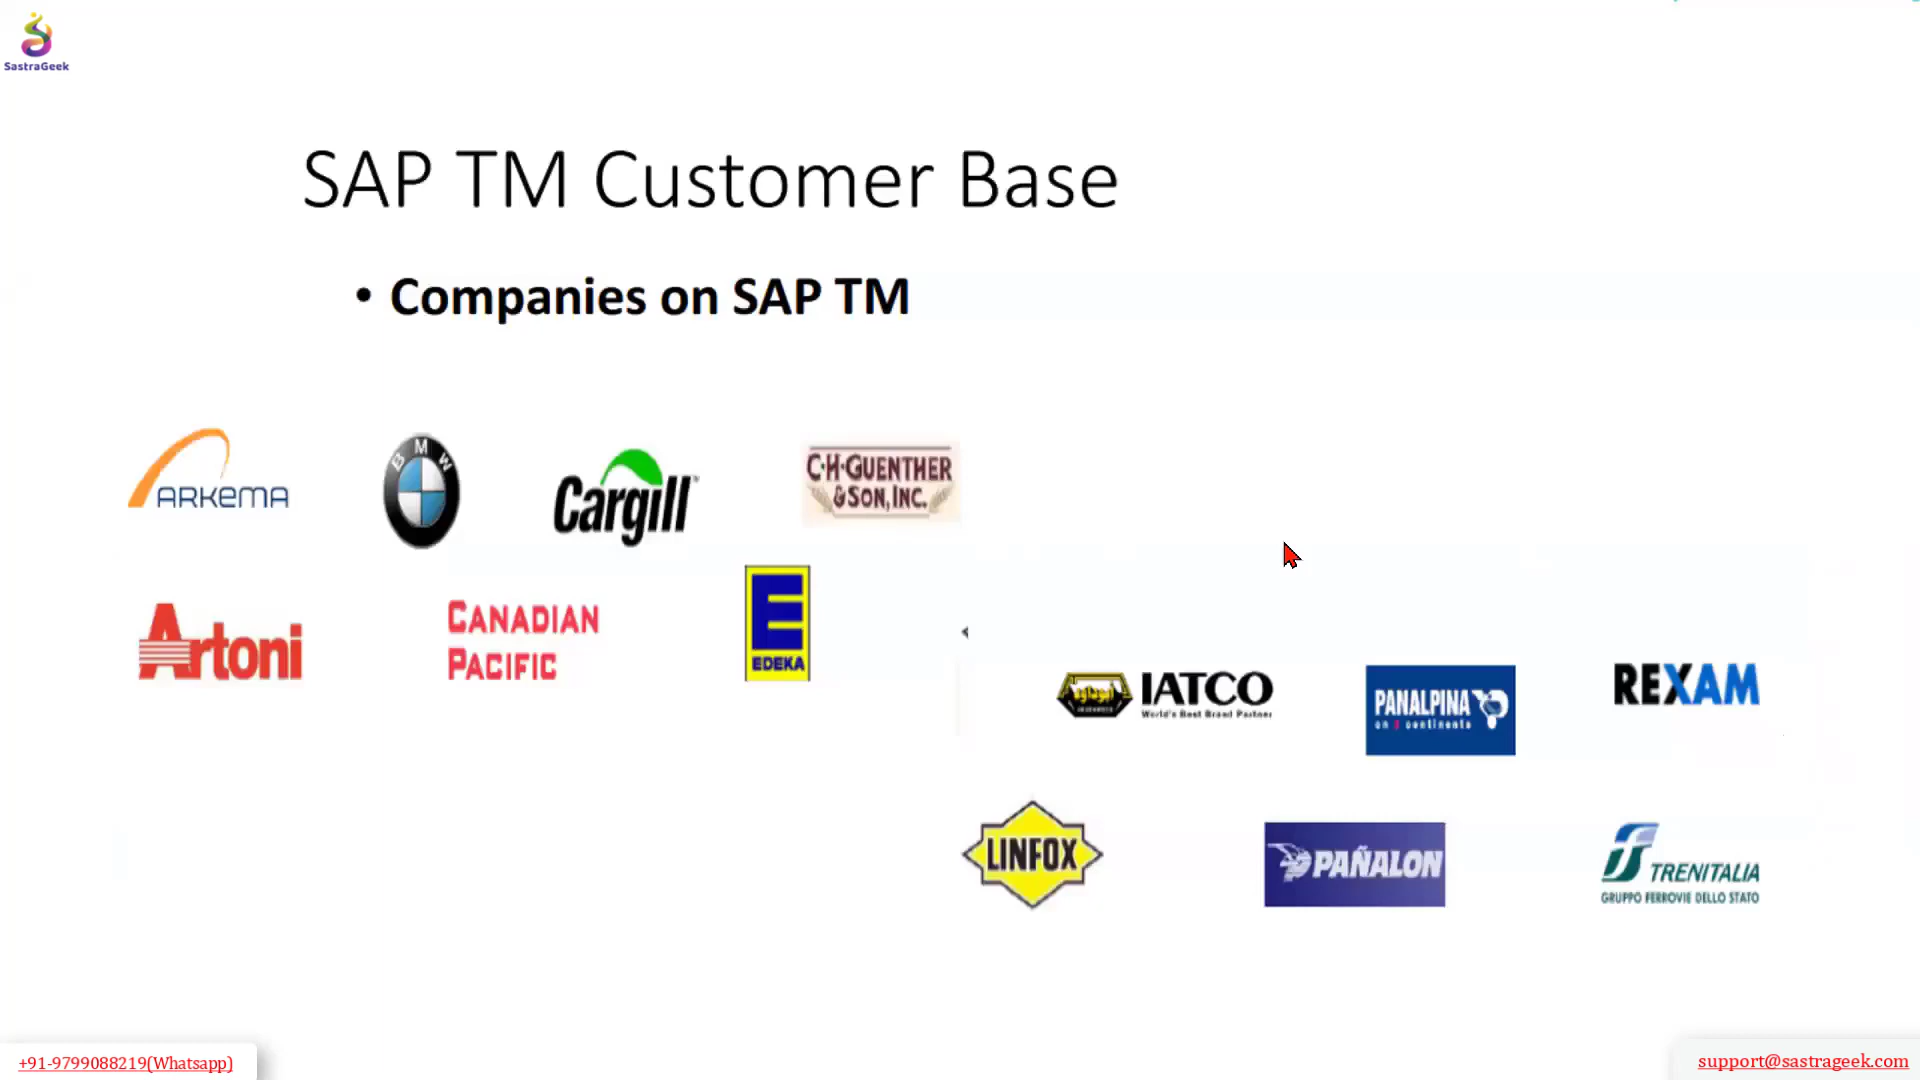 SastraGeek
SAP TM Customer Base
• Companies on SAP TM
ARKEMA
BMW
Cargill
C·H·GUENTHER
& SON, INC.
Artoni
CANADIAN
PACIFIC
EDEKA
IATCO
World's Best Brand Partner
PANALPINA
on 6 continents
REXAM
LINFOX
PAÑALON
TRENITALIA
GRUPPO FERROVIE DELLO STATO
+91-9799088219(Whatsapp)
support@sastrageek.com